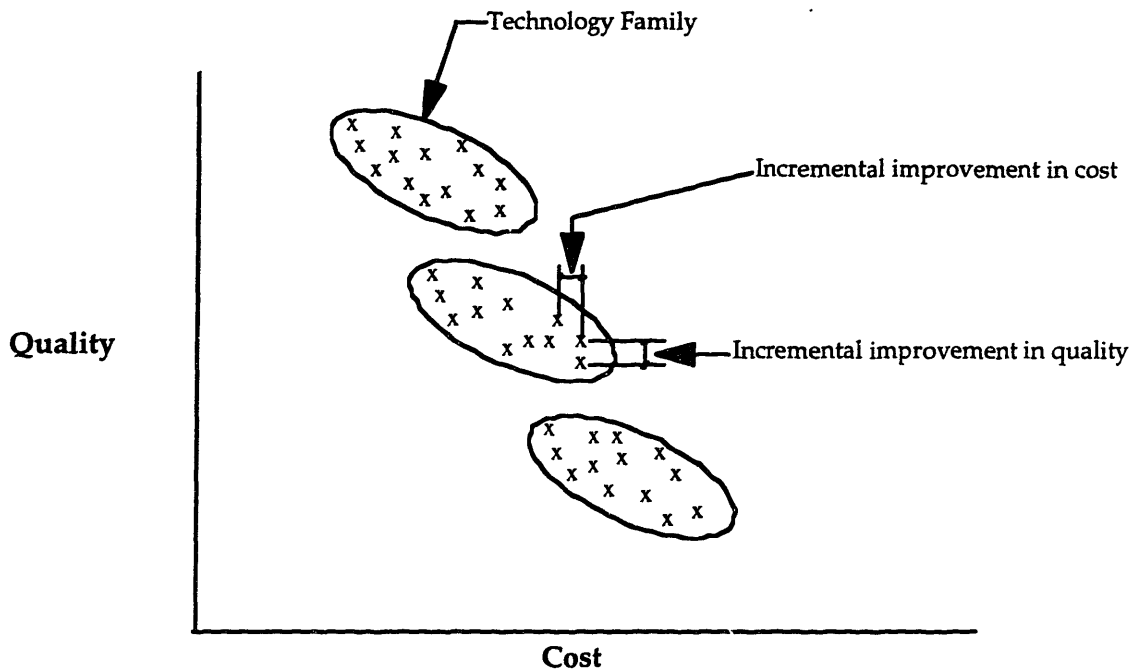 Technology Family
Incremental improvement in cost
Quality
Incremental improvement in quality
Cost